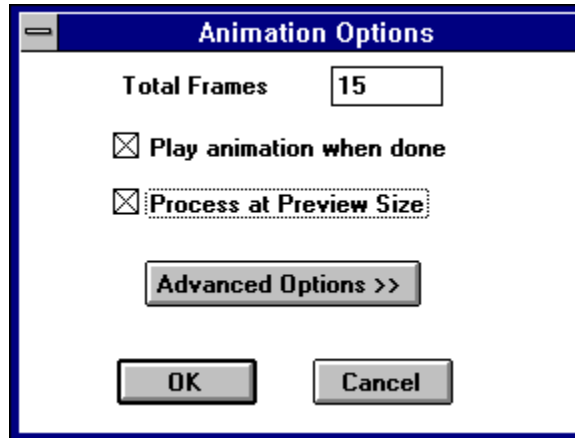 Animation Options
Total Frames 15
Play animation when done
Process at Preview Size
Advanced Options >>
OK Cancel